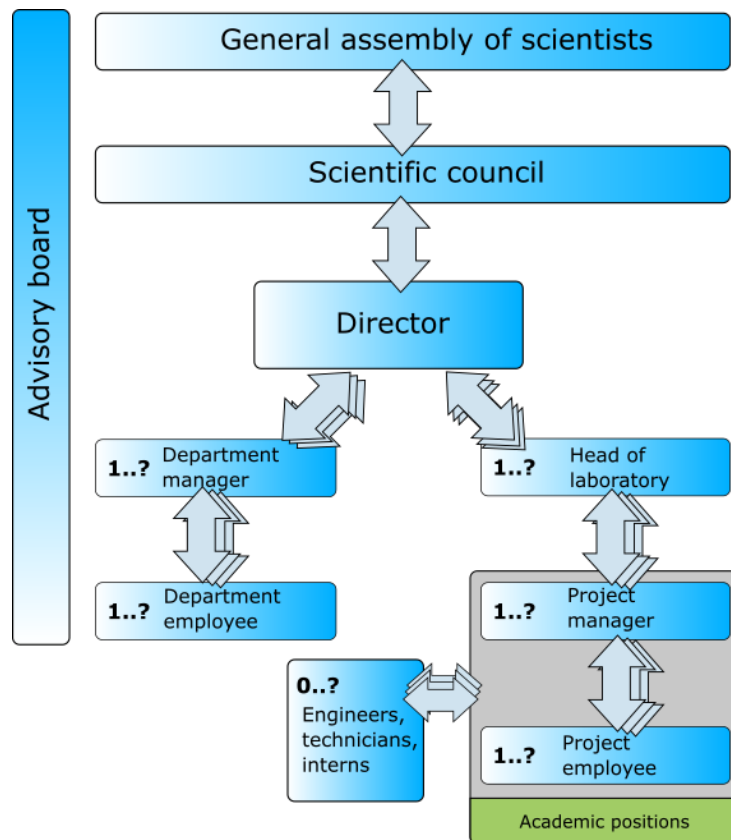 Advisory board
General assembly of scientists
Scientific council
Director
1..? Department
manager
1..? Head of
laboratory
1..? Department
employee
1..? Project
manager
0..?
Engineers,
technicians,
interns
1..? Project
employee
Academic positions